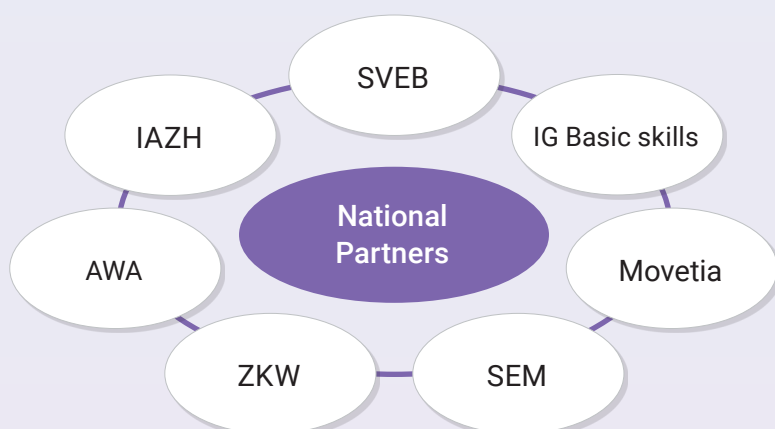 SVEB
IAZH
IG Basic skills
National
Partners
AWA
Movetia
ZKW
SEM